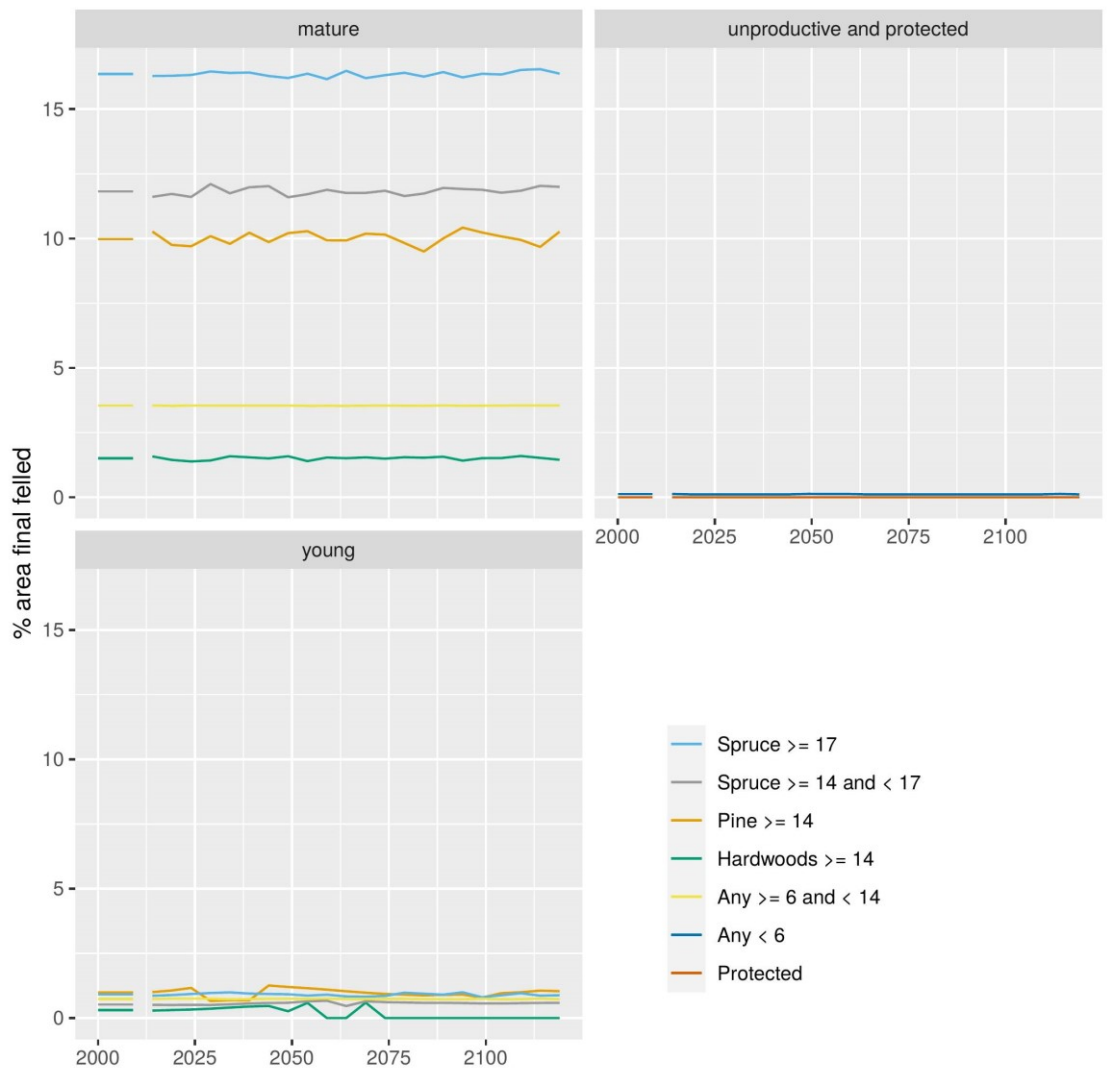 mature
unproductive and protected
15
10
5
0
2000 2025 2050 2075 2100
% area final felled
young
15
10
5
0
2000 2025 2050 2075 2100
Spruce >= 17
Spruce >= 14 and < 17
Pine >= 14
Hardwoods >= 14
Any >= 6 and < 14
Any < 6
Protected